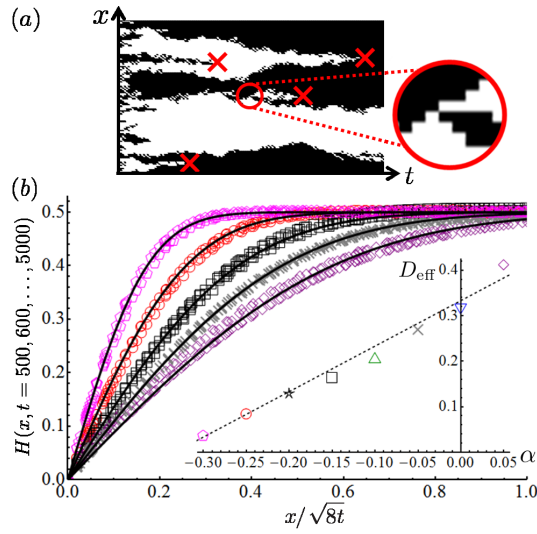 (a)
x
t
(b)
H(x, t = 500, 600, . . . , 5000)
0.5
0.4
0.3
0.2
0.1
0.0
0.0 0.2 0.4 0.6 0.8 1.0
x/√8t
D_eff
0.4
0.3
0.2
0.1
−0.30 −0.25 −0.20 −0.15 −0.10 −0.05 0.00 0.05 α